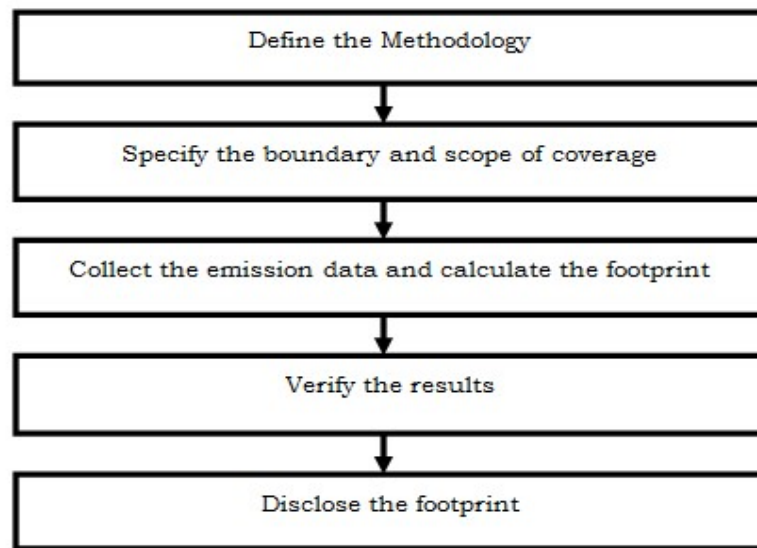 Define the Methodology
Specify the boundary and scope of coverage
Collect the emission data and calculate the footprint
Verify the results
Disclose the footprint